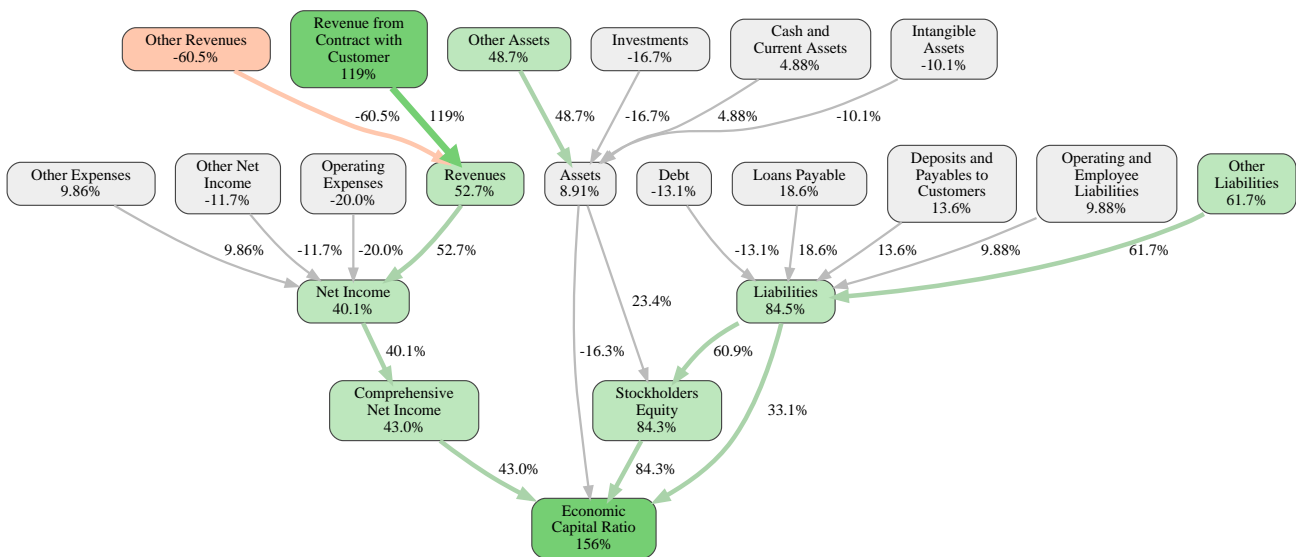 Other Revenues
-60.5%
Revenue from
Contract with
Customer
119%
Other Assets
48.7%
Investments
-16.7%
Cash and
Current Assets
4.88%
Intangible
Assets
-10.1%
-60.5%
119%
48.7%
-16.7%
4.88%
-10.1%
Other Expenses
9.86%
Other Net
Income
-11.7%
Operating
Expenses
-20.0%
Revenues
52.7%
Assets
8.91%
Debt
-13.1%
Loans Payable
18.6%
Deposits and
Payables to
Customers
13.6%
Operating and
Employee
Liabilities
9.88%
Other
Liabilities
61.7%
9.86%
-11.7%
-20.0%
52.7%
-13.1%
18.6%
13.6%
9.88%
61.7%
Net Income
40.1%
23.4%
Liabilities
84.5%
40.1%
-16.3%
60.9%
Comprehensive
Net Income
43.0%
Stockholders
Equity
84.3%
33.1%
43.0%
84.3%
Economic
Capital Ratio
156%